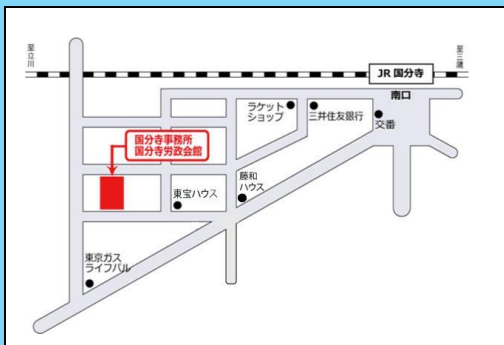 至立川
至三鷹
JR 国分寺
南口
ラケット
ショップ
三井住友銀行
交番
国分寺事務所
国分寺労政会館
東宝ハウス
藤和
ハウス
東京ガス
ライフバル